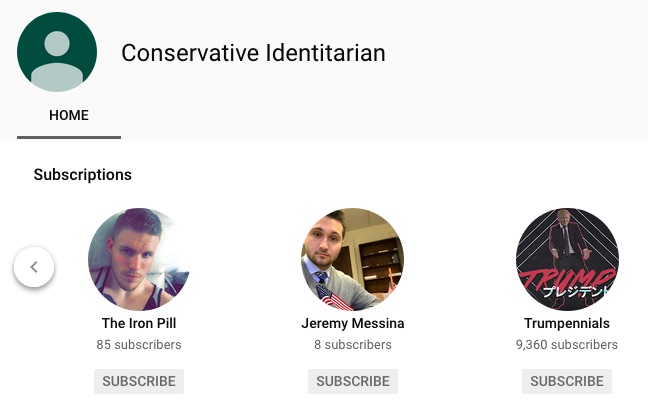 Conservative Identitarian
HOME
Subscriptions
TRUMP
プレジデント
The Iron Pill
Jeremy Messina
Trumpennials
85 subscribers
8 subscribers
9,360 subscribers
SUBSCRIBE
SUBSCRIBE
SUBSCRIBE